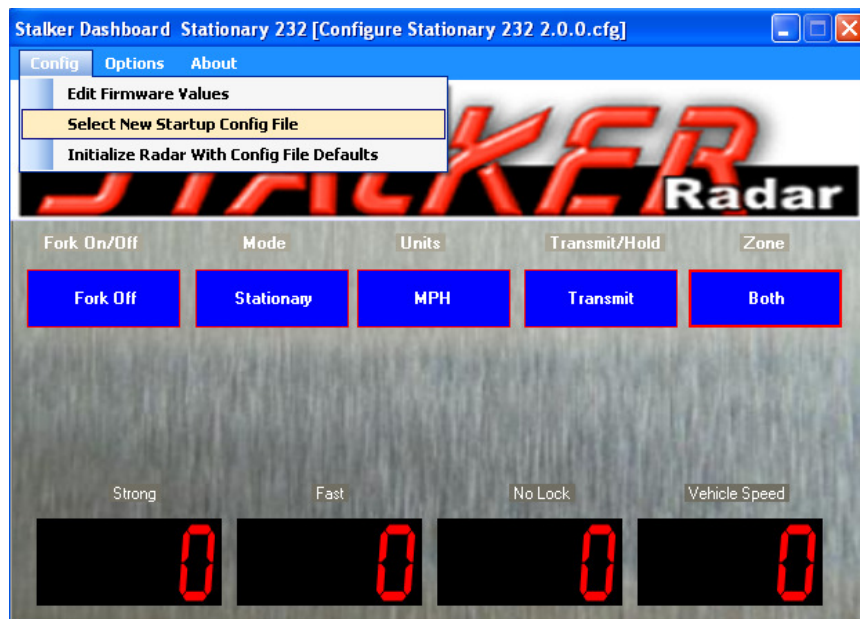 Stalker Dashboard Stationary 232 [Configure Stationary 232 2.0.0.cfg]
Config Options About
Edit Firmware Values
Select New Startup Config File
Initialize Radar With Config File Defaults
STALKER
Radar
Fork On/Off Mode Units Transmit/Hold Zone
Fork Off Stationary MPH Transmit Both
Strong Fast No Lock Vehicle Speed
0 0 0 0